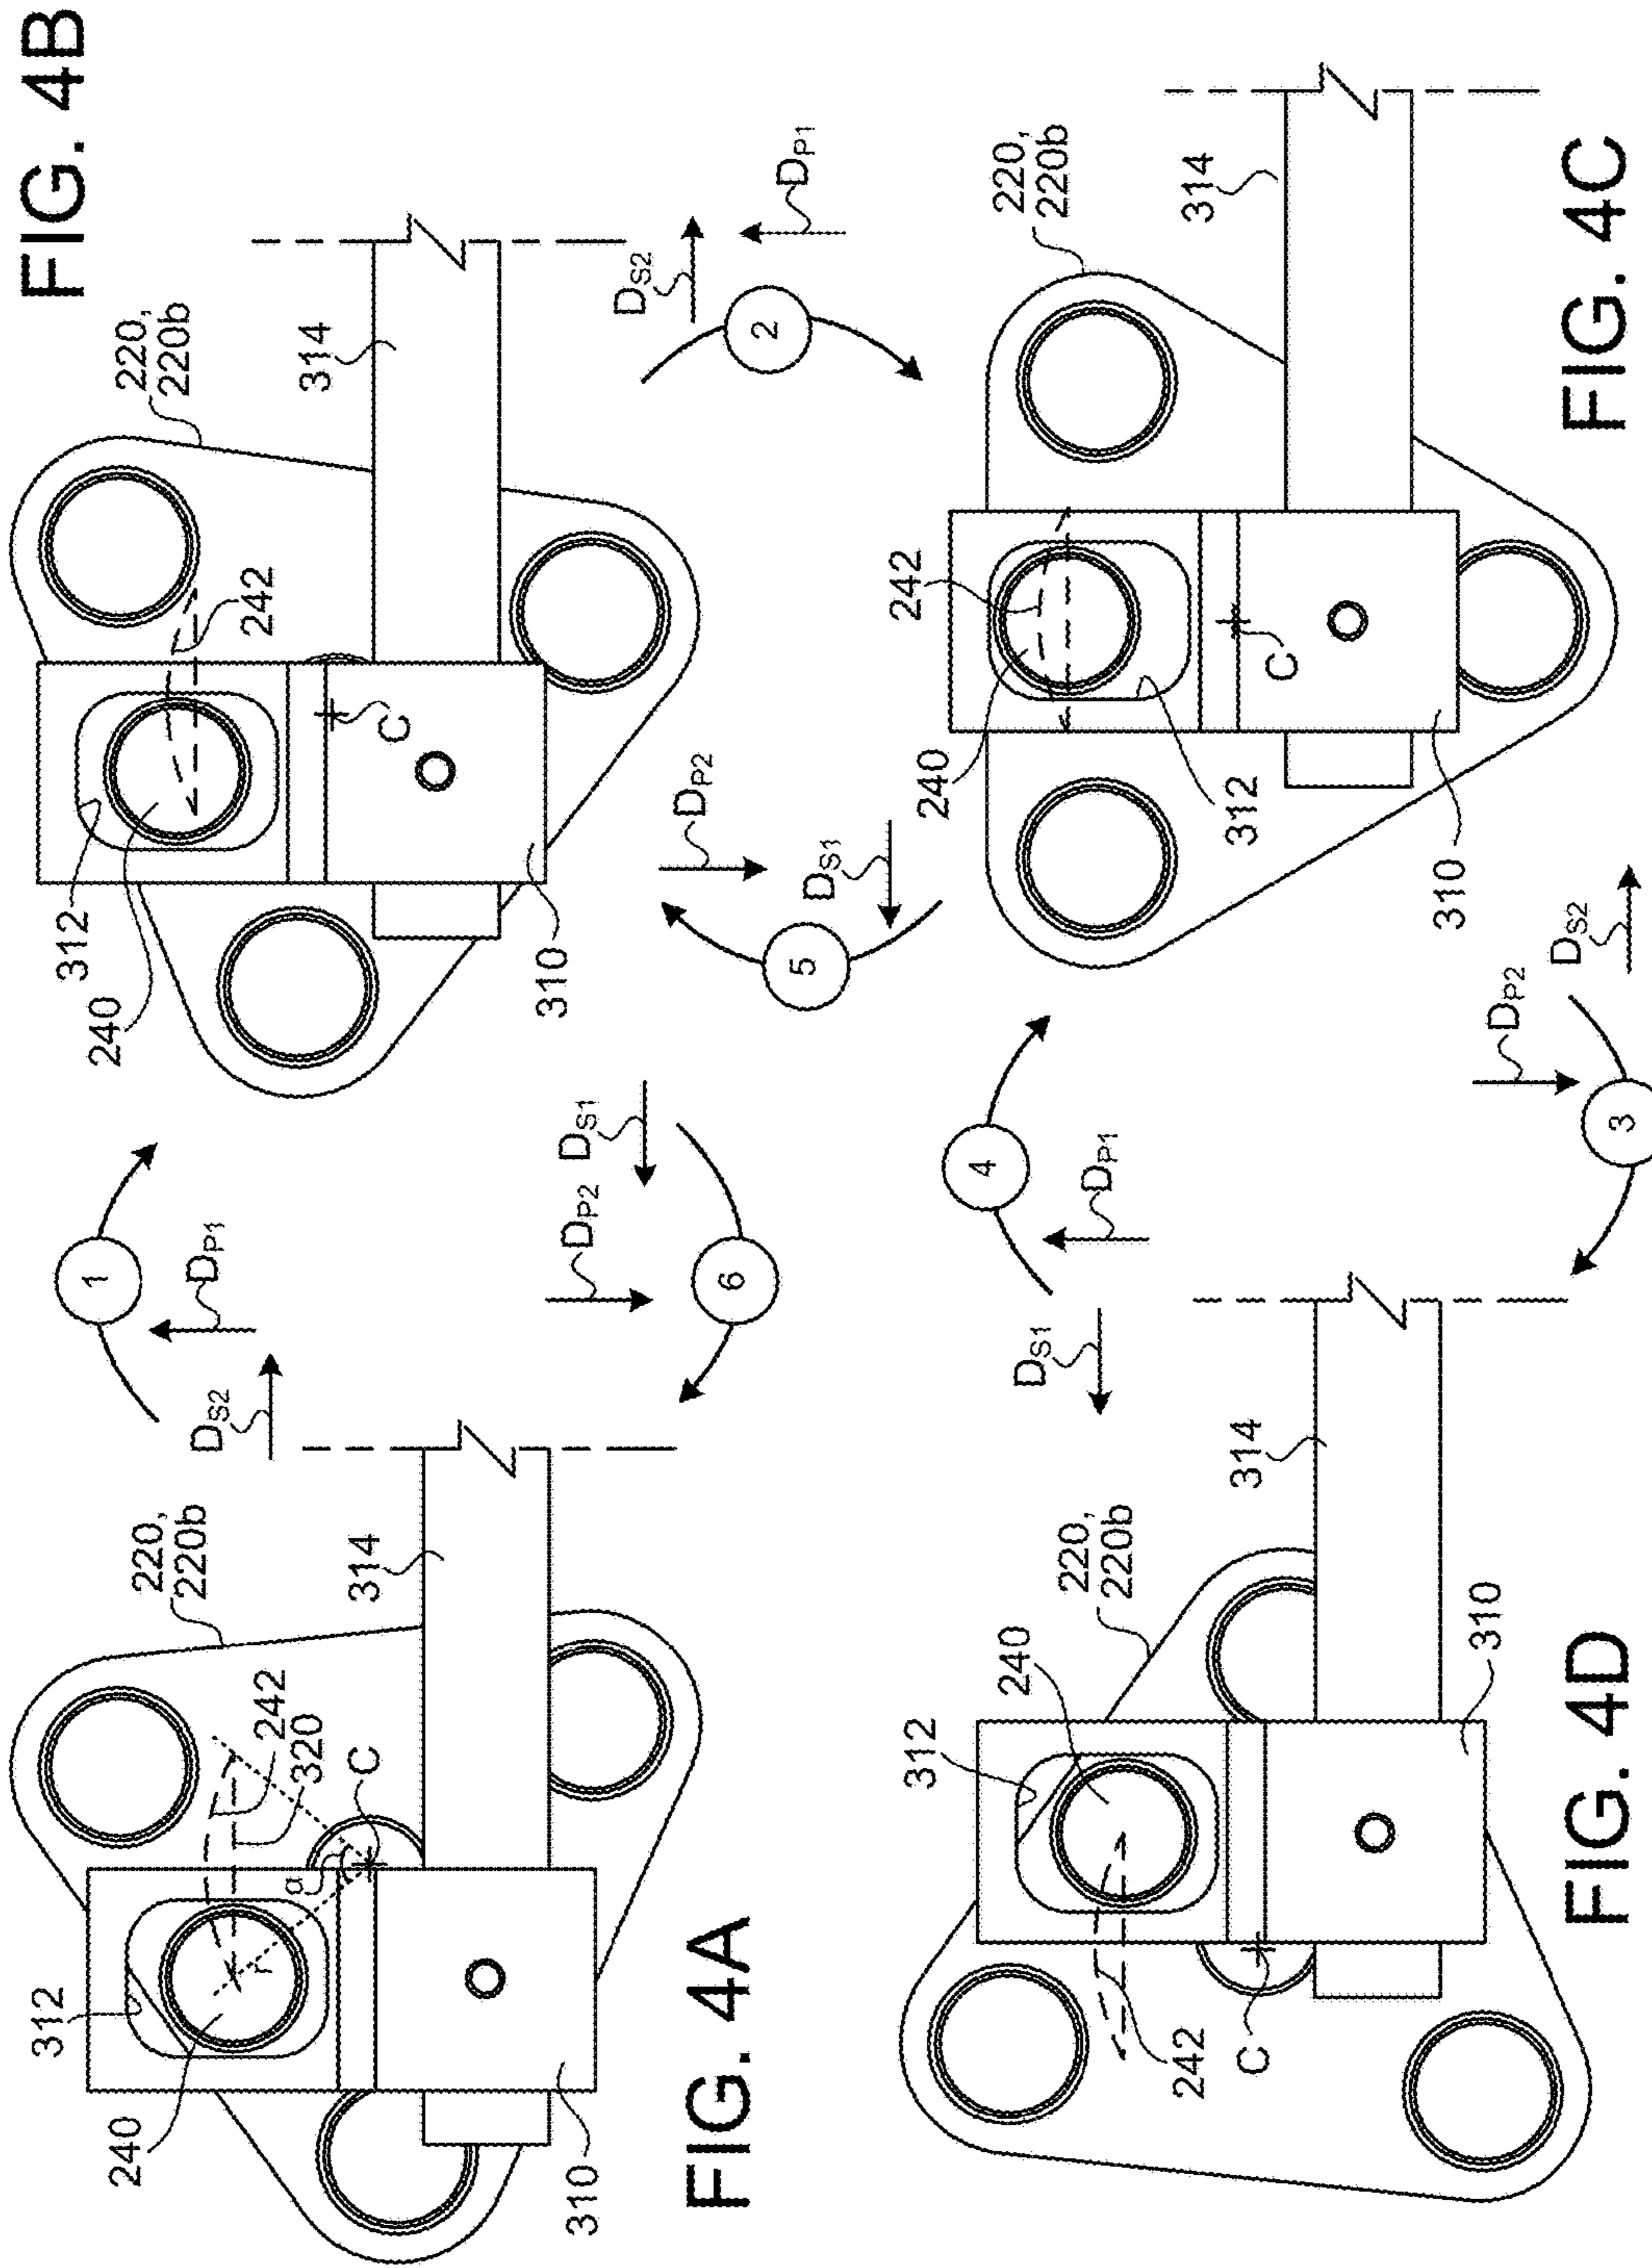 FIG. 4A
240
312
220,
220b
242
320
r
α
C
314
310
1
DS2
DP1
FIG. 4B
240
312
220,
220b
242
314
C
310
6
DP2
DS1
2
DS2
DP1
5
DP2
DS1
FIG. 4D
312
240
220,
220b
242
C
314
310
4
DS1
DP1
3
DP2
DS2
FIG. 4C
240
242
220,
220b
312
C
314
310